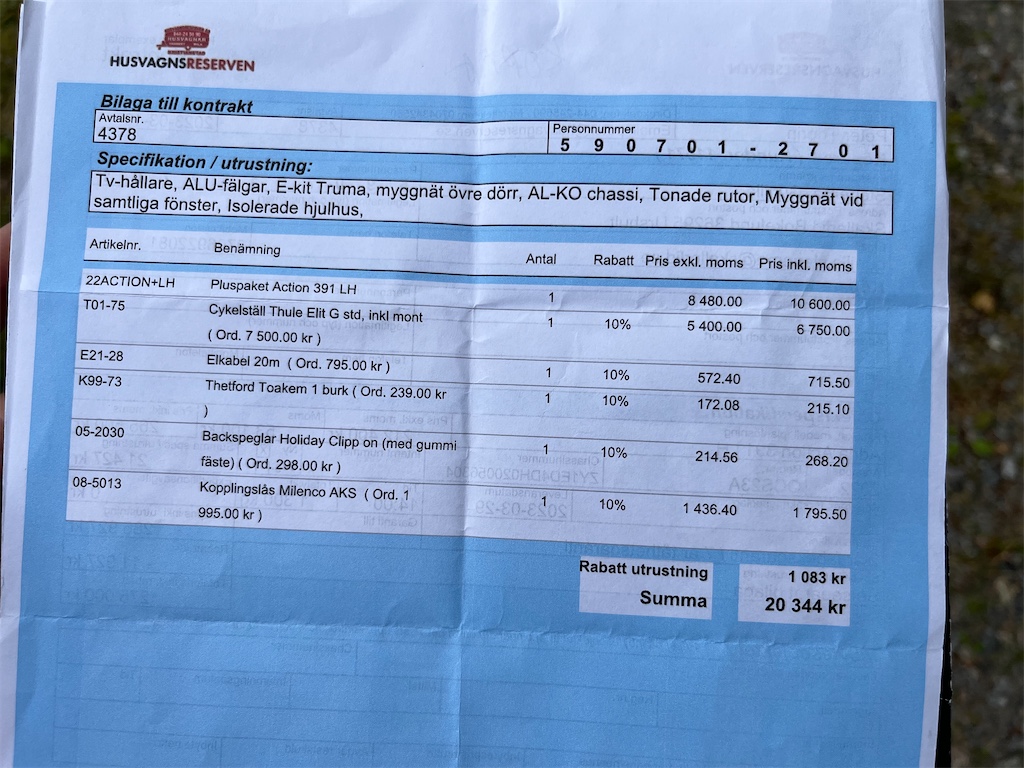 HUSVAGNSRESERVEN
Bilaga till kontrakt
Avtalsnr.
4378
Personnummer
5 9 0 7 0 1 - 2 7 0 1
Specifikation / utrustning:
Tv-hållare, ALU-fälgar, E-kit Truma, myggnät övre dörr, AL-KO chassi, Tonade rutor, Myggnät vid
samtliga fönster, Isolerade hjulhus,
Artikelnr. Benämning Antal Rabatt Pris exkl. moms Pris inkl. moms
22ACTION+LH Pluspaket Action 391 LH 1 8 480.00 10 600.00
T01-75 Cykelställ Thule Elit G std, inkl mont 1 10% 5 400.00 6 750.00
( Ord. 7 500.00 kr )
E21-28 Elkabel 20m ( Ord. 795.00 kr ) 1 10% 572.40 715.50
K99-73 Thetford Toakem 1 burk ( Ord. 239.00 kr 1 10% 172.08 215.10
)
05-2030 Backspeglar Holiday Clipp on (med gummi 1 10% 214.56 268.20
fäste) ( Ord. 298.00 kr )
08-5013 Kopplingslås Milenco AKS ( Ord. 1 1 10% 1 436.40 1 795.50
995.00 kr )
Rabatt utrustning 1 083 kr
Summa 20 344 kr